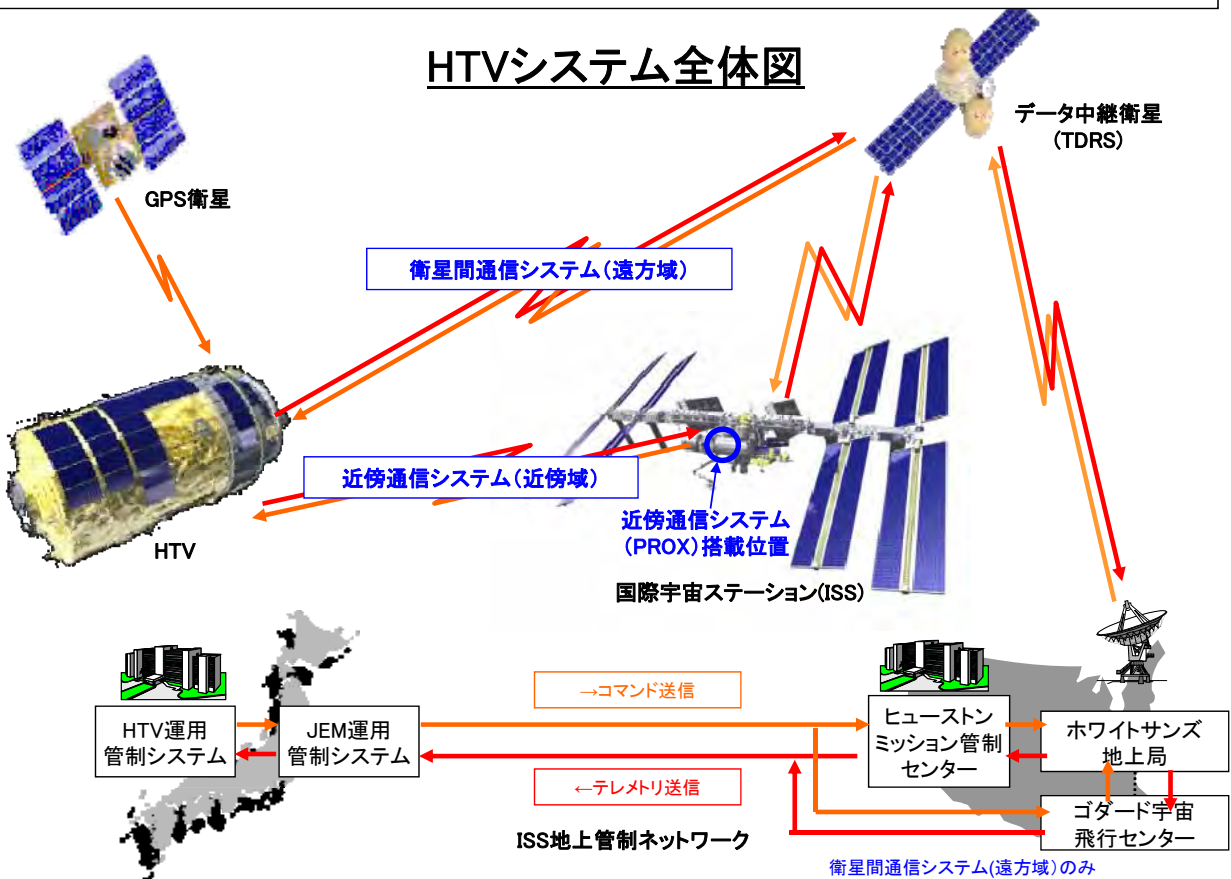 HTVシステム全体図
データ中継衛星
(TDRS)
GPS衛星
衛星間通信システム(遠方域)
近傍通信システム(近傍域)
HTV
近傍通信システム
(PROX)搭載位置
国際宇宙ステーション(ISS)
→コマンド送信
HTV運用
管制システム
JEM運用
管制システム
ヒューストン
ミッション管制
センター
ホワイトサンズ
地上局
←テレメトリ送信
ISS地上管制ネットワーク
ゴダード宇宙
飛行センター
衛星間通信システム(遠方域)のみ